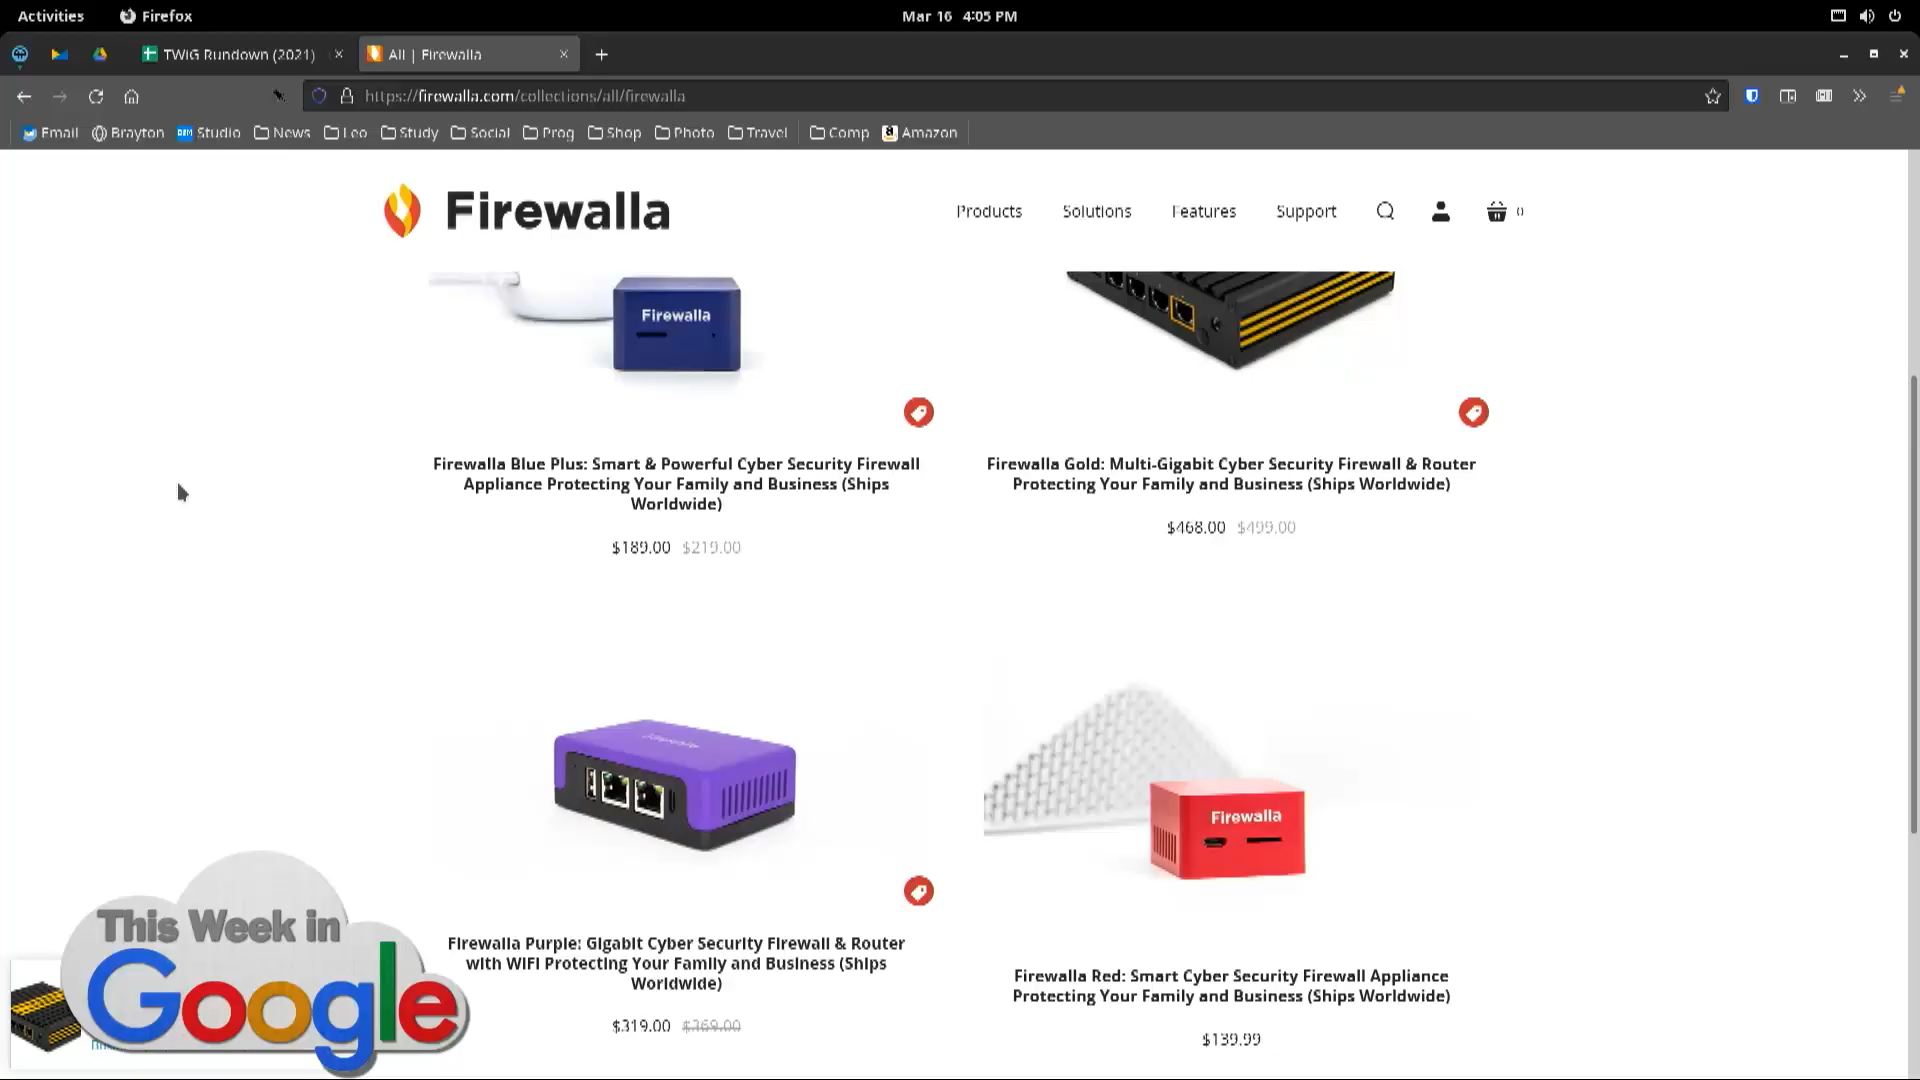 Activities
Firefox
Mar 16 4:05 PM
TWiG Rundown (2021)
All | Firewalla
https://firewalla.com/collections/all/firewalla
Email
Brayton
Studio
News
Leo
Study
Social
Prog
Shop
Photo
Travel
Comp
Amazon
Firewalla
Products
Solutions
Features
Support
0
Firewalla
Firewalla Blue Plus: Smart & Powerful Cyber Security Firewall
Appliance Protecting Your Family and Business (Ships
Worldwide)
$189.00 $219.00
Firewalla Gold: Multi-Gigabit Cyber Security Firewall & Router
Protecting Your Family and Business (Ships Worldwide)
$468.00 $499.00
Firewalla
Firewalla Purple: Gigabit Cyber Security Firewall & Router
with WIFI Protecting Your Family and Business (Ships
Worldwide)
$319.00 $369.00
Firewalla Red: Smart Cyber Security Firewall Appliance
Protecting Your Family and Business (Ships Worldwide)
$139.99
This Week in
Google